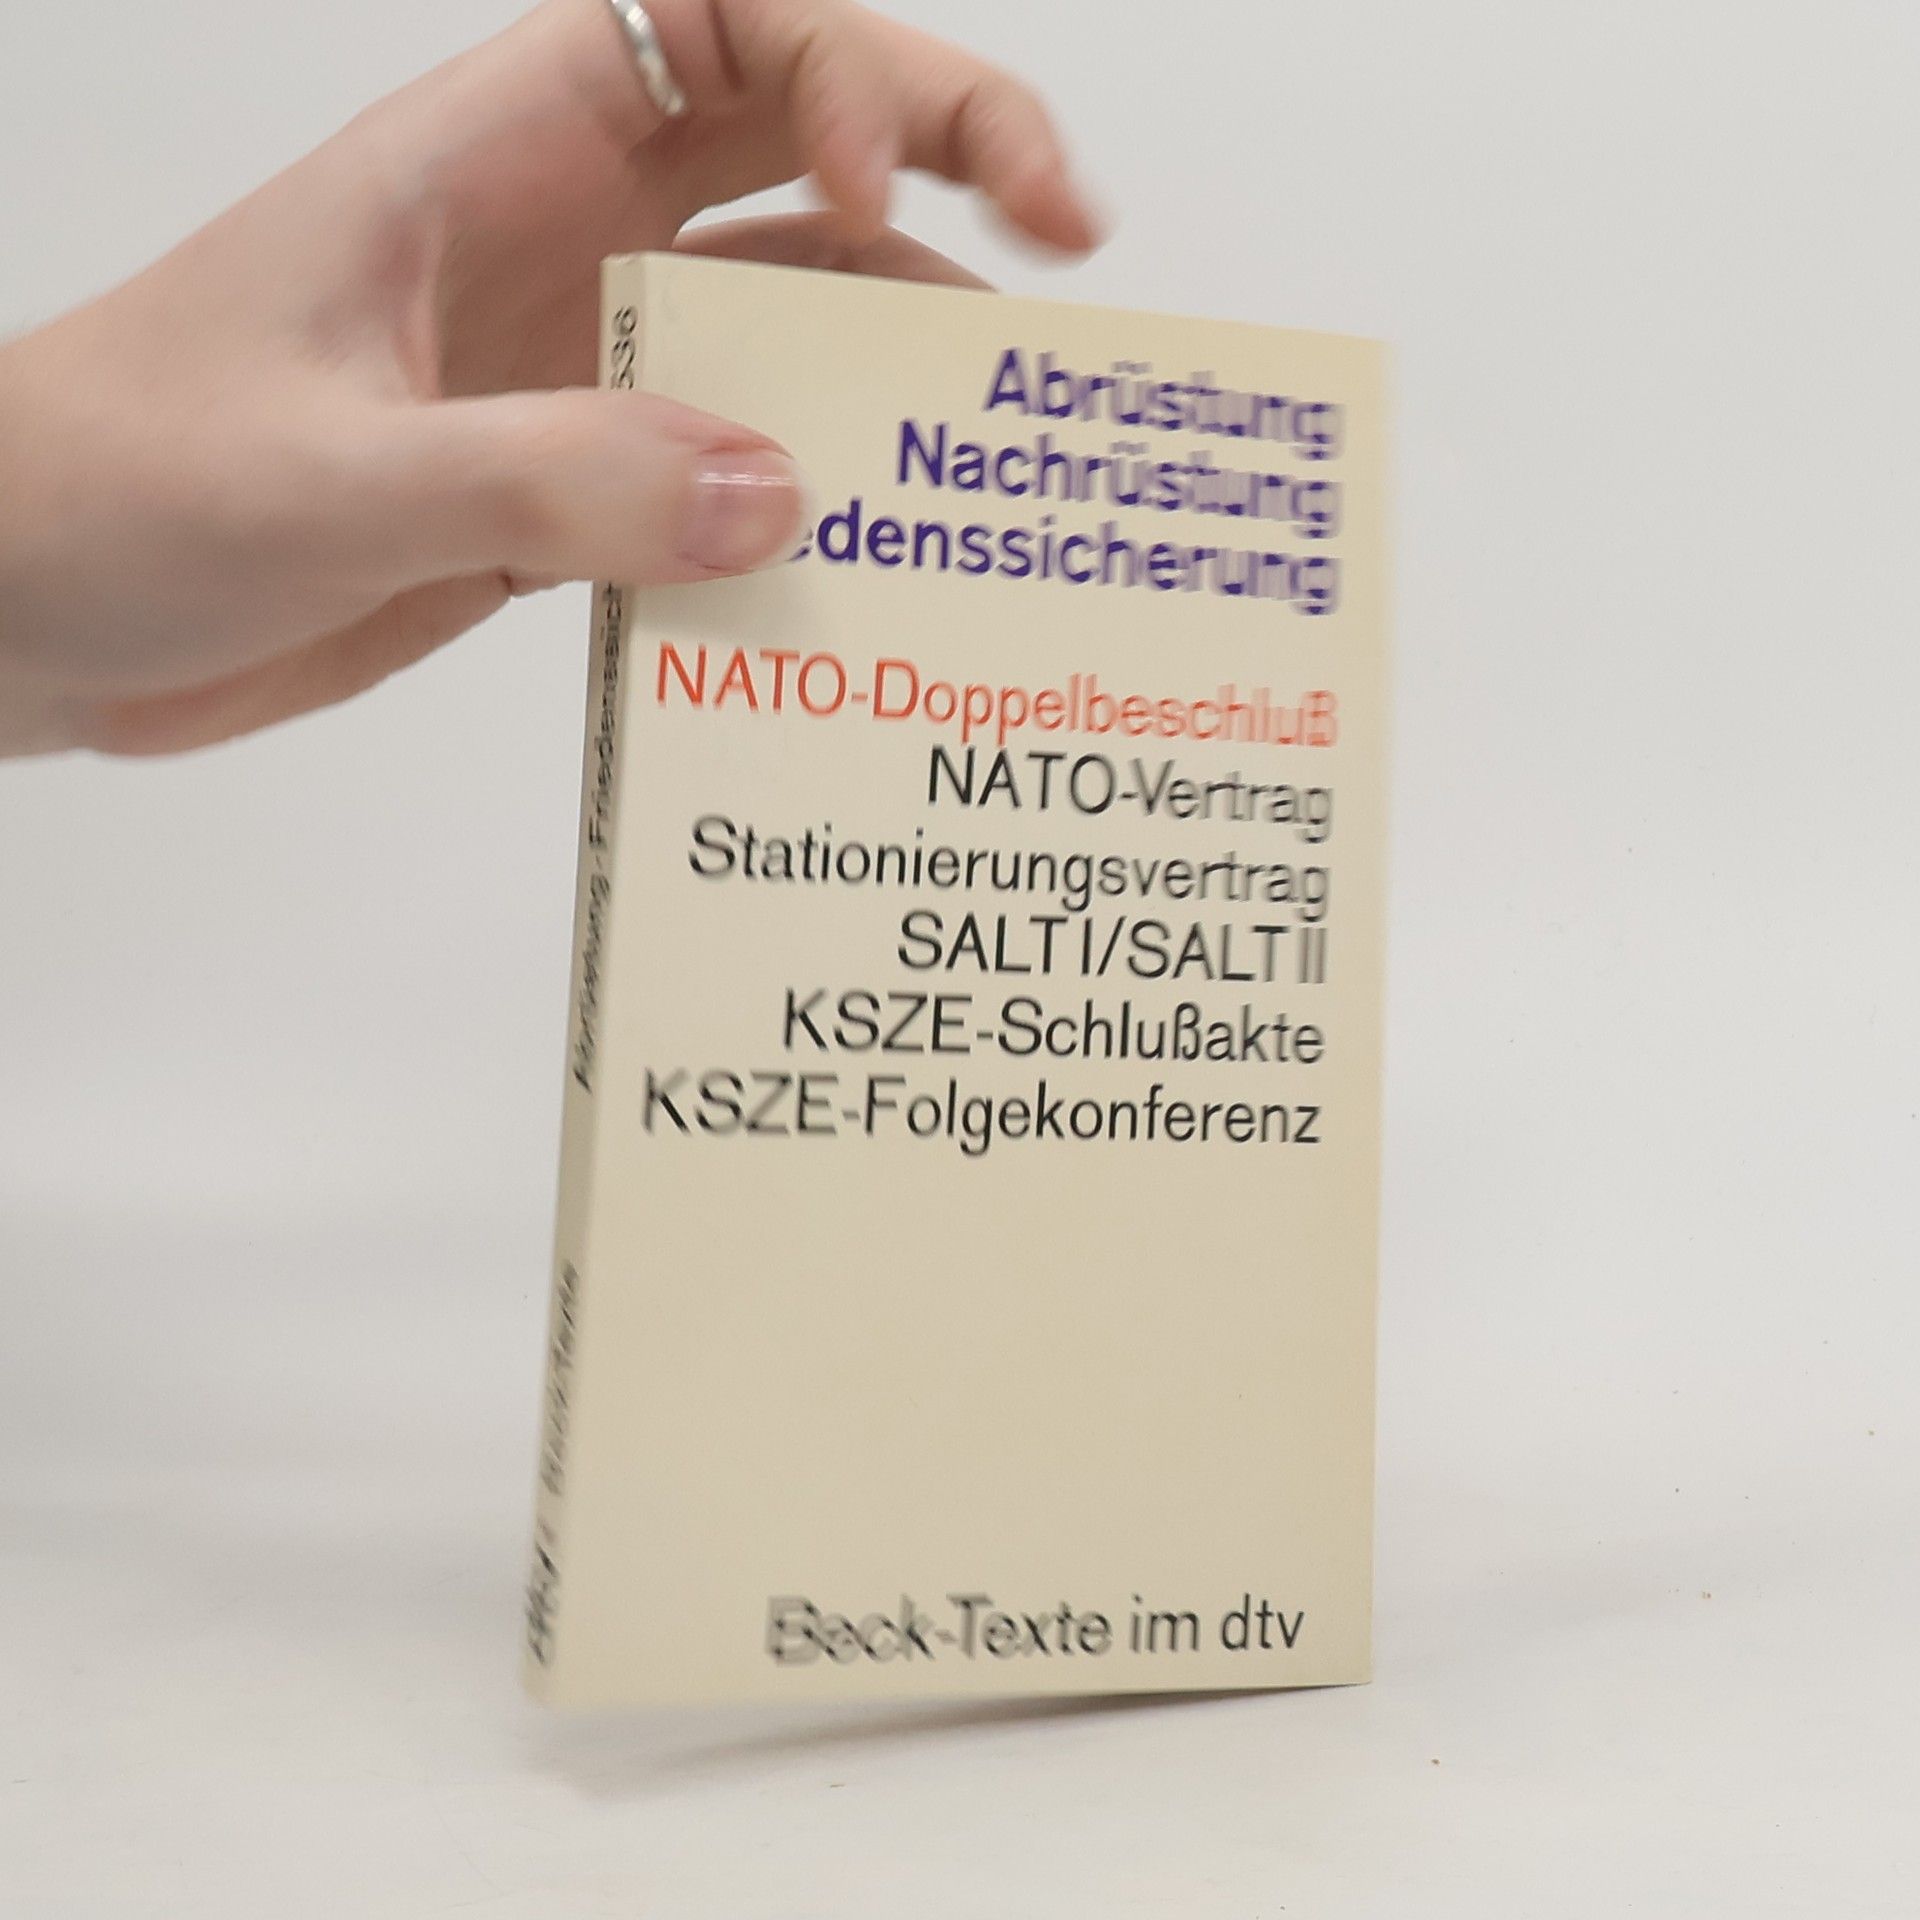 Abrüstung
Nachrüstung
edenssicherung
NATO-Doppelbeschluß
NATO-Vertrag
Stationierungsvertrag
SALT I/SALT II
KSZE-Schlußakte
KSZE-Folgekonferenz
Beck-Texte im dtv